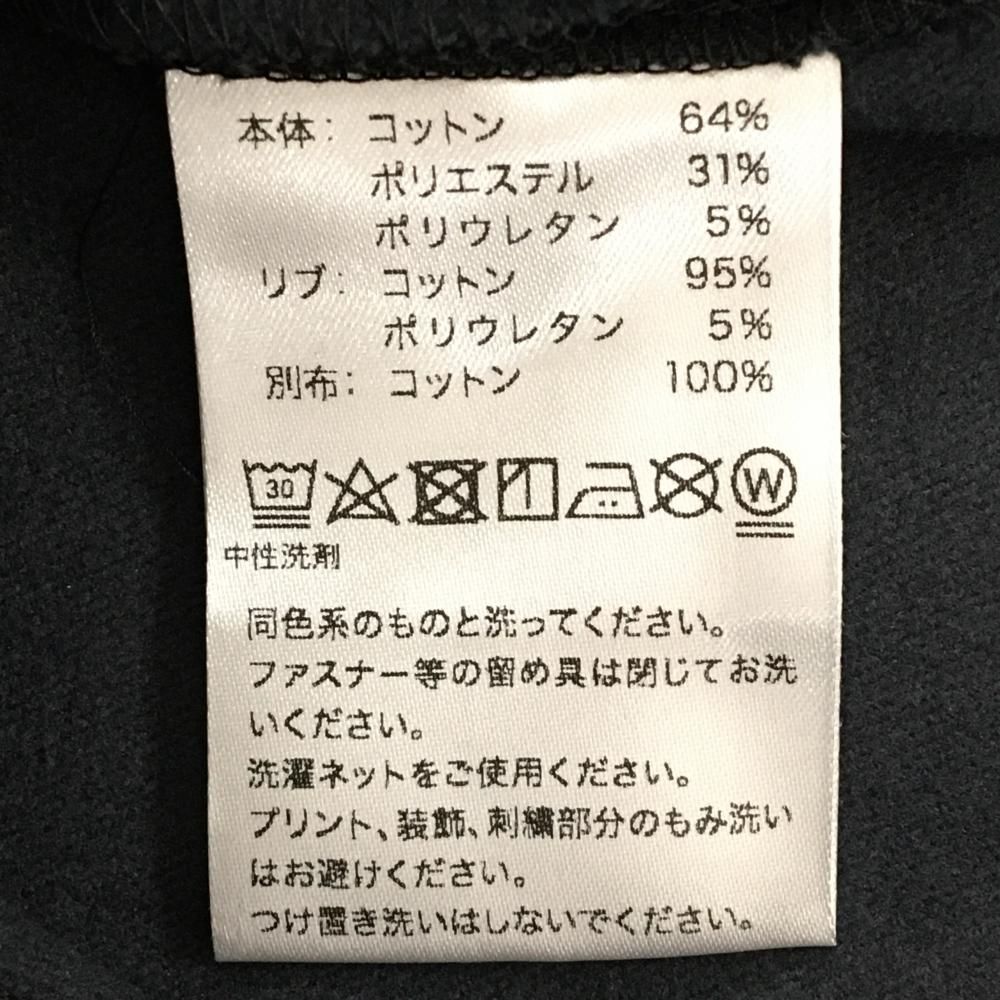 本体: コットン 64%
ポリエステル 31%
ポリウレタン 5%
リブ: コットン 95%
ポリウレタン 5%
別布: コットン 100%
30 W
中性洗剤
同色系のものと洗ってください。
ファスナー等の留め具は閉じてお洗
いください。
洗濯ネットをご使用ください。
プリント、装飾、刺繍部分のもみ洗い
はお避けください。
つけ置き洗いはしないでください。